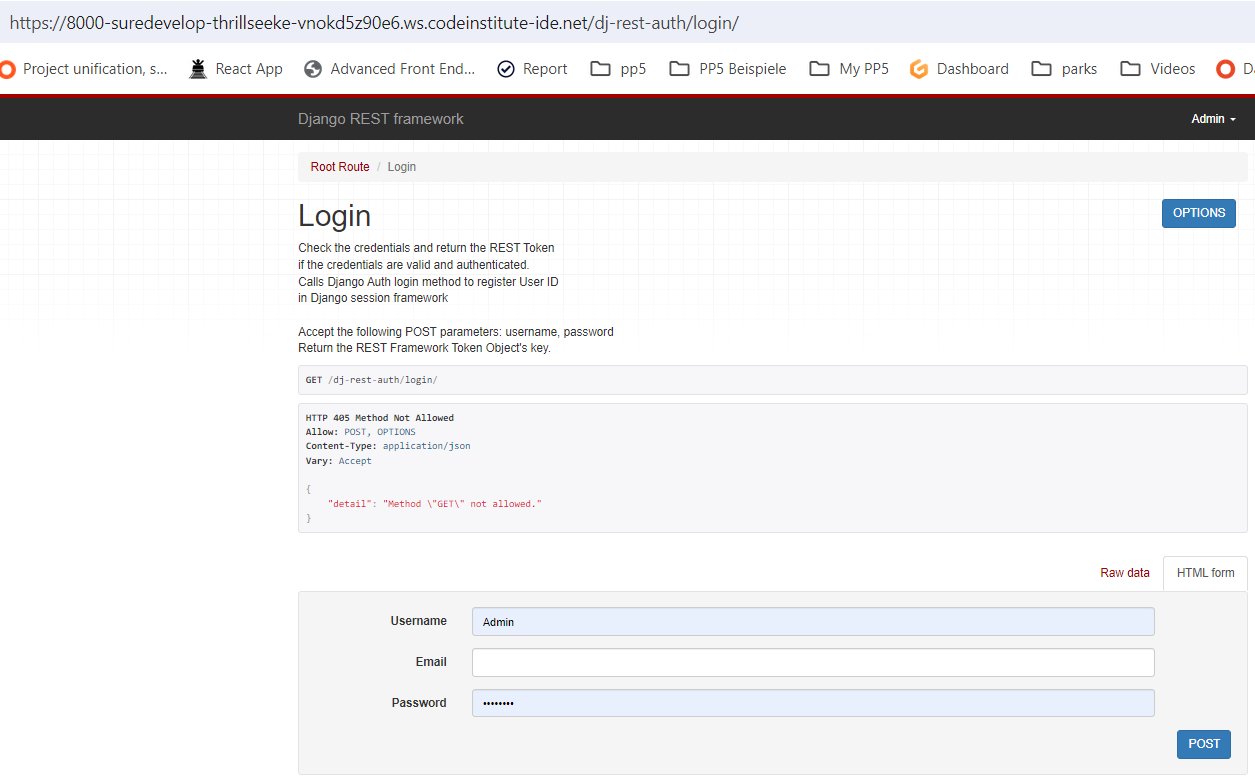 https://8000-suredevelop-thrillseeke-vnokd5z90e6.ws.codeinstitute-ide.net/dj-rest-auth/login/
Project unification, s... React App Advanced Front End... Report pp5 PP5 Beispiele My PP5 Dashboard parks Videos
Django REST framework Admin
Root Route / Login
Login
OPTIONS
Check the credentials and return the REST Token
if the credentials are valid and authenticated.
Calls Django Auth login method to register User ID
in Django session framework
Accept the following POST parameters: username, password
Return the REST Framework Token Object's key.
GET /dj-rest-auth/login/
HTTP 405 Method Not Allowed
Allow: POST, OPTIONS
Content-Type: application/json
Vary: Accept
{
"detail": "Method \"GET\" not allowed."
}
Raw data HTML form
Username Admin
Email
Password ••••••••
POST